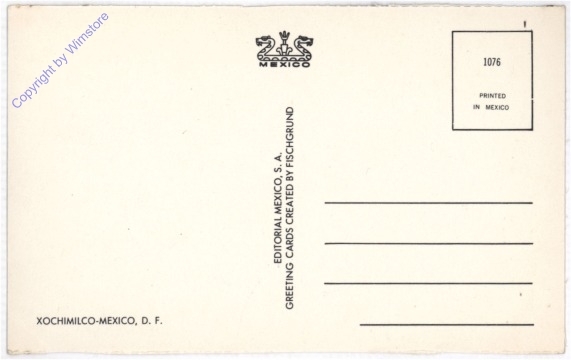 Copyright by Wimstore
MEXICO
1076
PRINTED
IN MEXICO
EDITORIAL MEXICO, S. A.
GREETING CARDS CREATED BY FISCHGRUND
XOCHIMILCO-MEXICO, D. F.